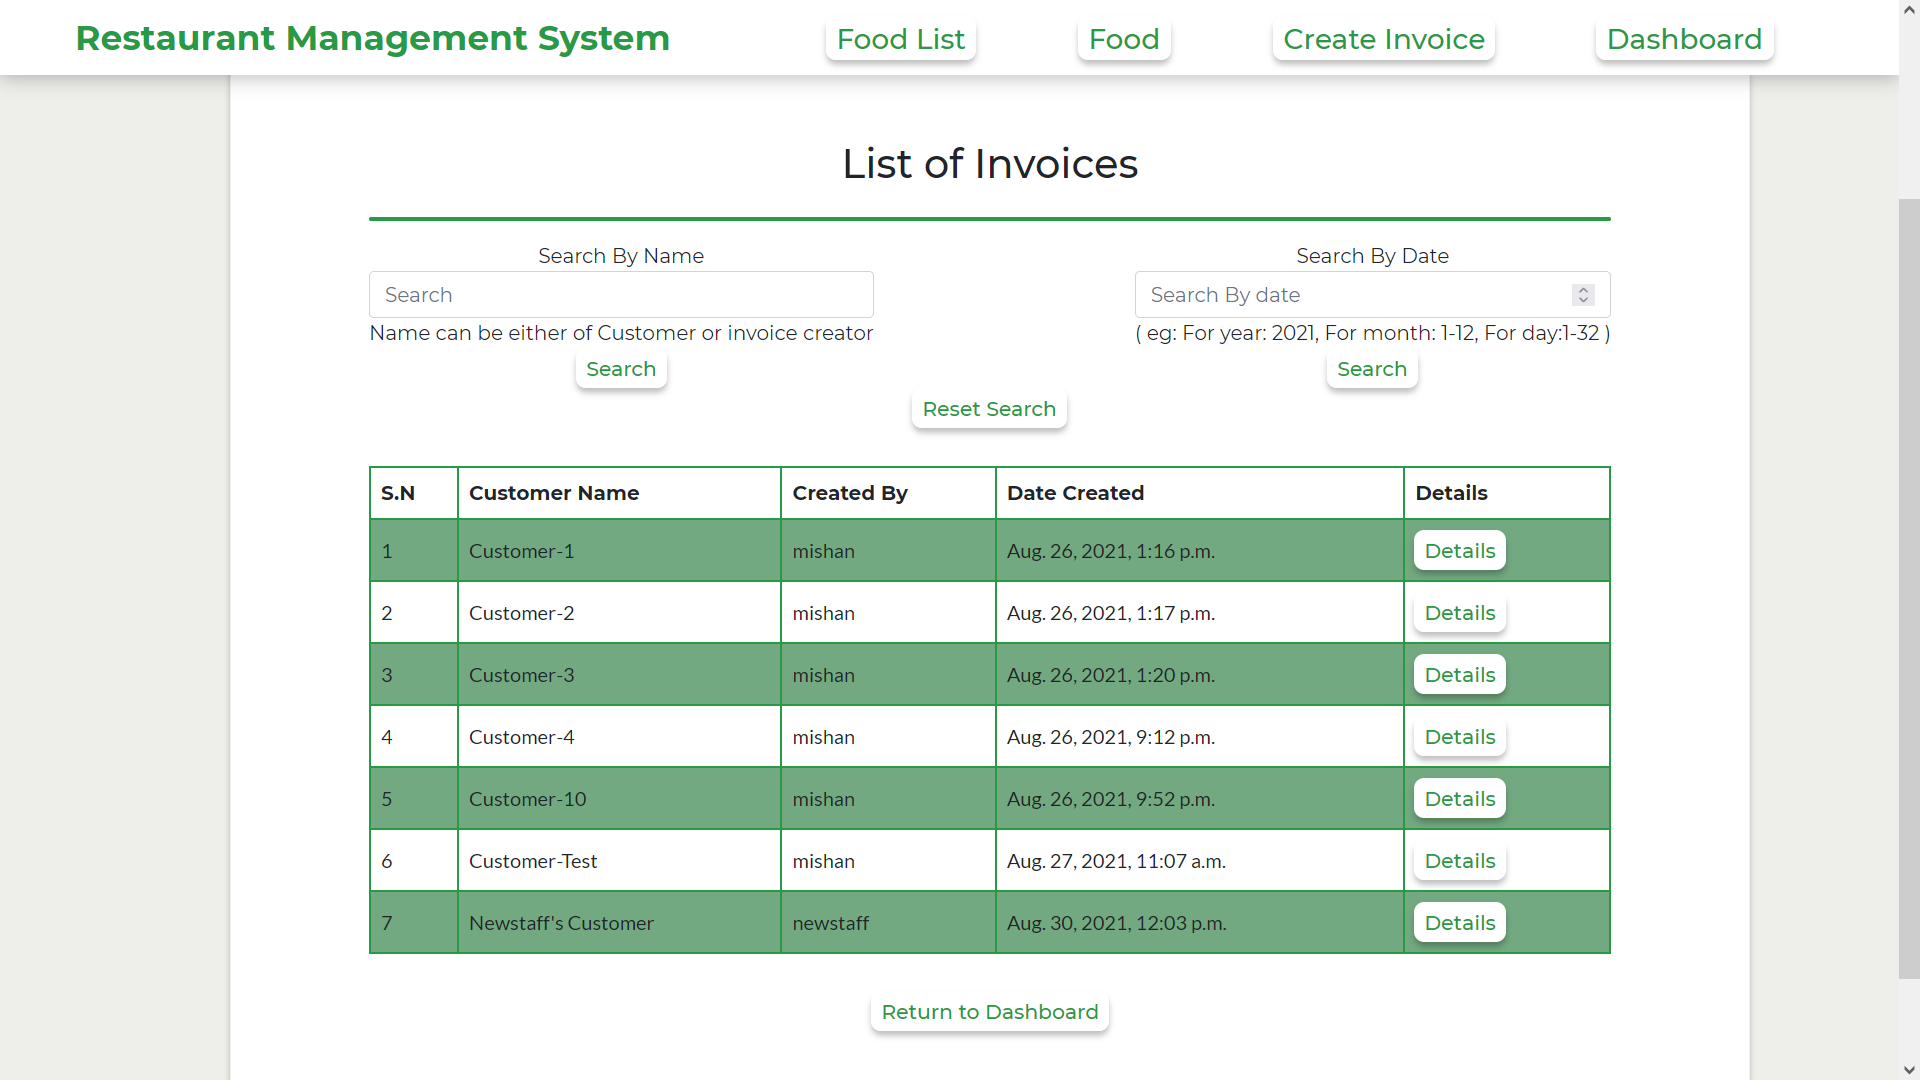 Restaurant Management System Food List Food Create Invoice Dashboard
List of Invoices
Search By Name Search By Date
Search Search By date
Name can be either of Customer or invoice creator ( eg: For year: 2021, For month: 1-12, For day:1-32 )
Search Search
Reset Search
S.N Customer Name Created By Date Created Details
1 Customer-1 mishan Aug. 26, 2021, 1:16 p.m. Details
2 Customer-2 mishan Aug. 26, 2021, 1:17 p.m. Details
3 Customer-3 mishan Aug. 26, 2021, 1:20 p.m. Details
4 Customer-4 mishan Aug. 26, 2021, 9:12 p.m. Details
5 Customer-10 mishan Aug. 26, 2021, 9:52 p.m. Details
6 Customer-Test mishan Aug. 27, 2021, 11:07 a.m. Details
7 Newstaff's Customer newstaff Aug. 30, 2021, 12:03 p.m. Details
Return to Dashboard